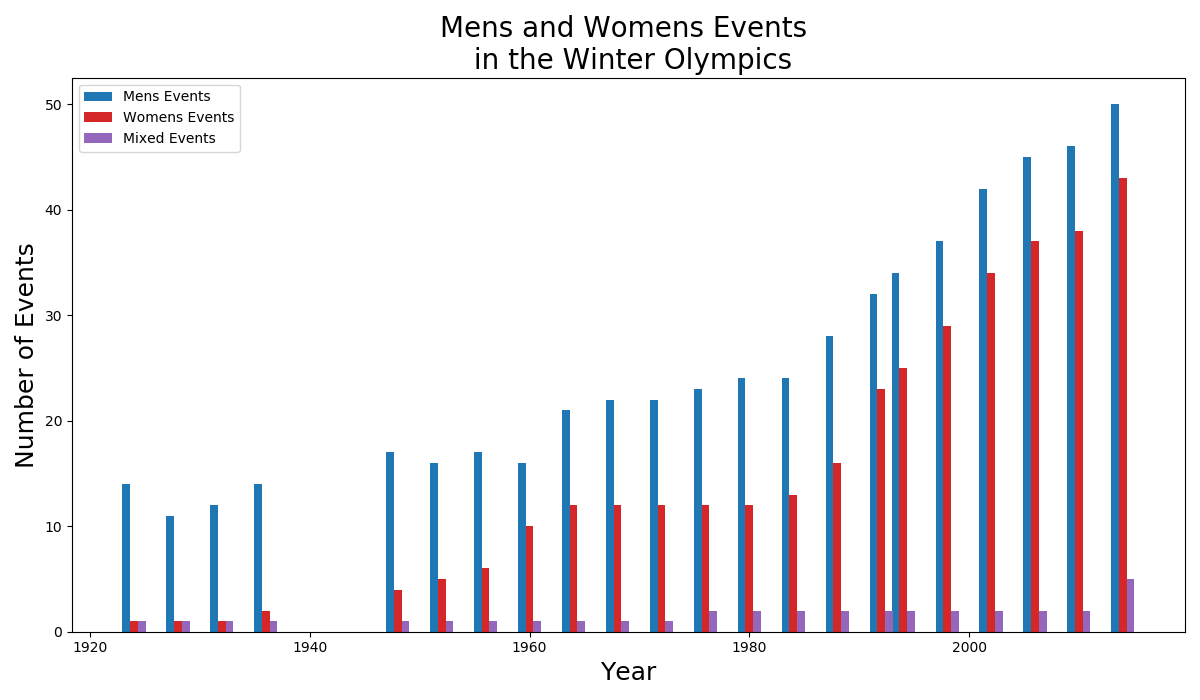 Mens and Womens Events
in the Winter Olympics
Mens Events
Womens Events
Mixed Events
Number of Events
50
40
30
20
10
0
1920 1940 1960 1980 2000
Year